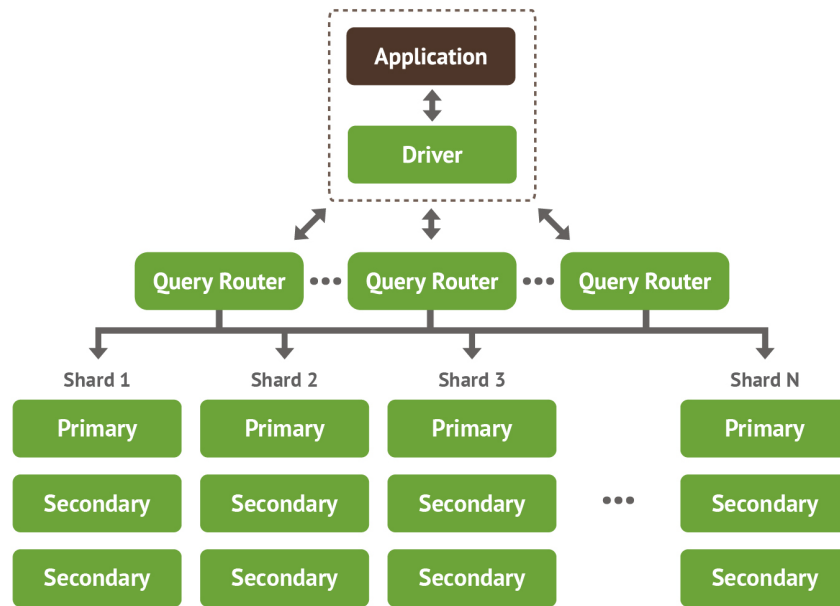 Application
Driver
Query Router ••• Query Router ••• Query Router
Shard 1 Shard 2 Shard 3 Shard N
Primary Primary Primary Primary
Secondary Secondary Secondary ••• Secondary
Secondary Secondary Secondary Secondary